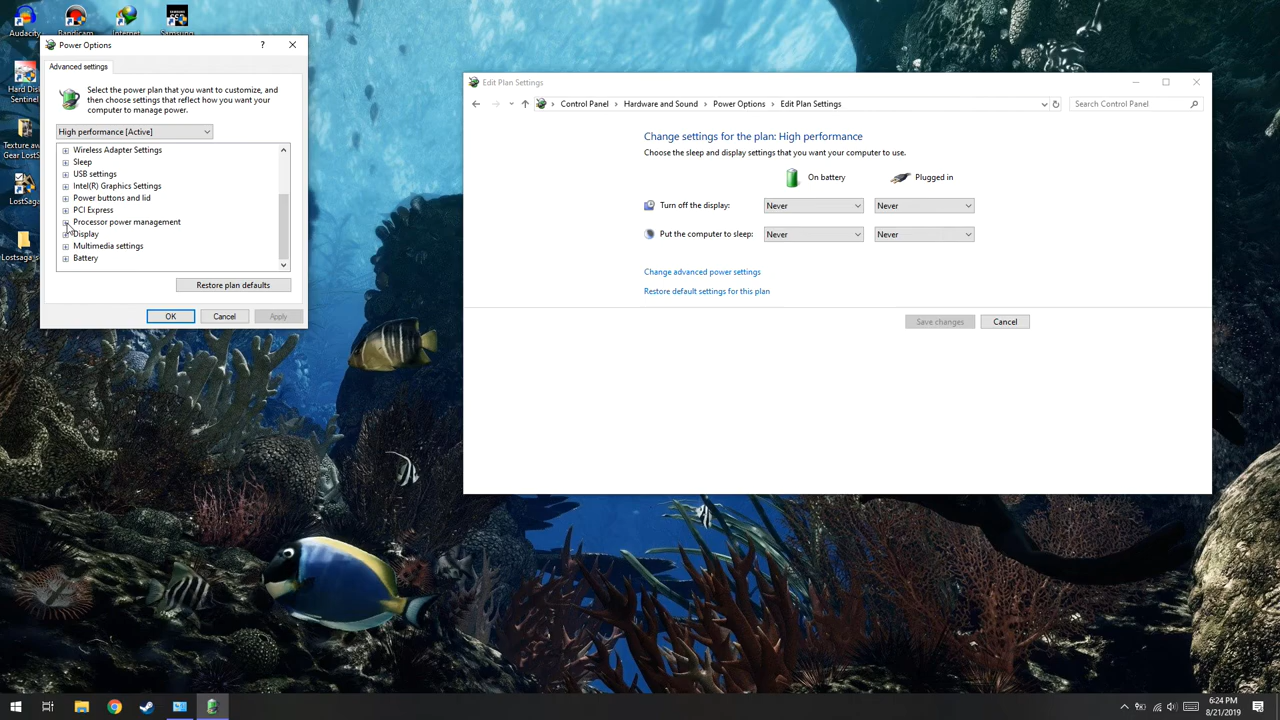 Audacity
Bandicam
Internet
Samsung
Hard Dis
Sentinel
Texture aw
Gear LostS
LostSaga
Lostsaga_s
Power Options
?
Advanced settings
Select the power plan that you want to customize, and
then choose settings that reflect how you want your
computer to manage power.
High performance [Active]
Wireless Adapter Settings
Sleep
USB settings
Intel(R) Graphics Settings
Power buttons and lid
PCI Express
Processor power management
Display
Multimedia settings
Battery
Restore plan defaults
OK
Cancel
Apply
Edit Plan Settings
Control Panel > Hardware and Sound > Power Options > Edit Plan Settings
Search Control Panel
Change settings for the plan: High performance
Choose the sleep and display settings that you want your computer to use.
On battery
Plugged in
Turn off the display:
Never
Never
Put the computer to sleep:
Never
Never
Change advanced power settings
Restore default settings for this plan
Save changes
Cancel
6:24 PM
8/21/2019